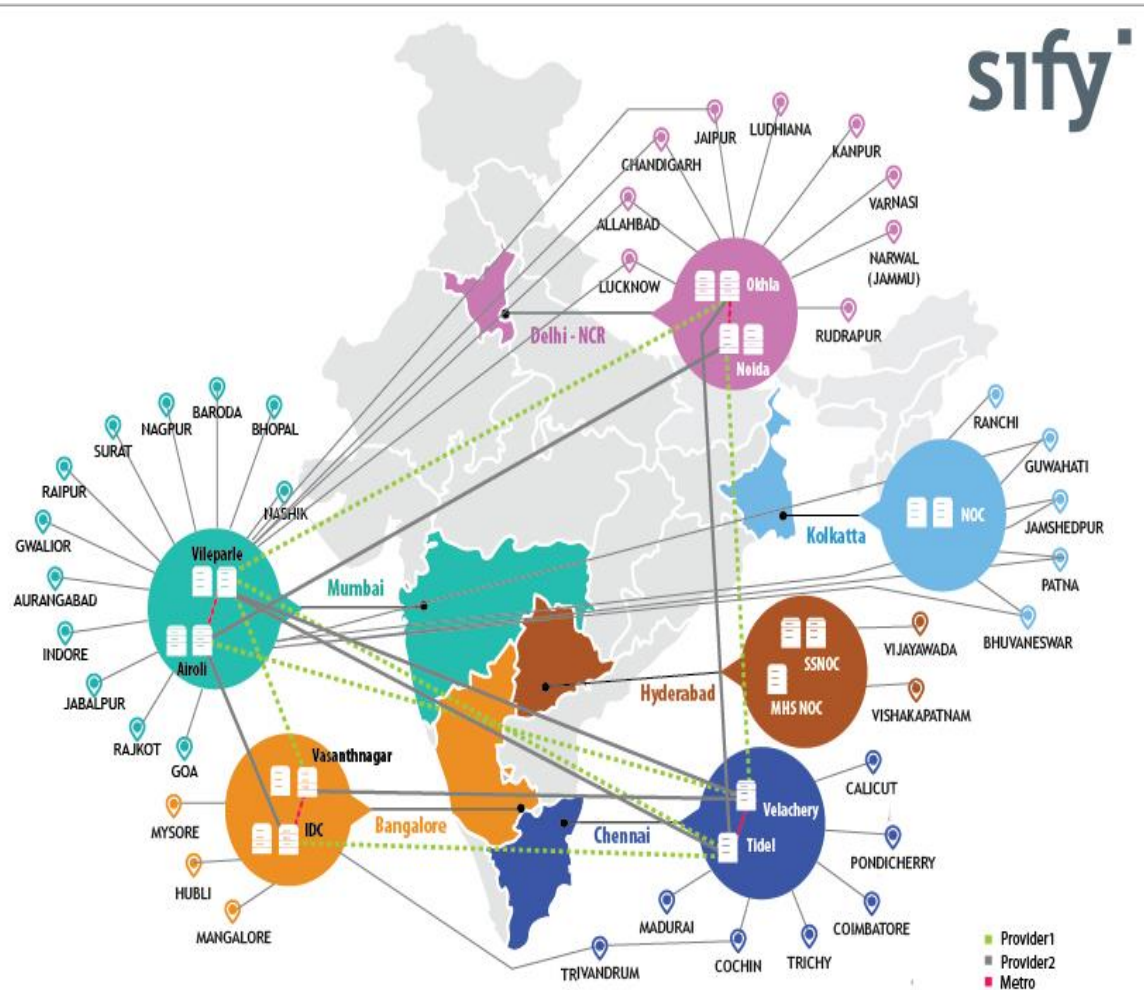 sify
JAIPUR
LUDHIANA
KANPUR
CHANDIGARH
VARNASI
ALLAHBAD
NARWAL
(JAMMU)
LUCKNOW
Okhla
RUDRAPUR
Delhi - NCR
Noida
BARODA
NAGPUR
BHOPAL
SURAT
RAIPUR
NASHIK
GWALIOR
Vileparle
AURANGABAD
Mumbai
INDORE
Airoli
JABALPUR
RAJKOT
GOA
RANCHI
GUWAHATI
NOC
JAMSHEDPUR
Kolkatta
PATNA
BHUVANESWAR
SSNOC
VIJAYAWADA
Hyderabad
MHS NOC
VISHAKAPATNAM
Vasanthnagar
MYSORE
IDC
Bangalore
HUBLI
MANGALORE
Velachery
CALICUT
Chennai
Tidel
PONDICHERRY
MADURAI
COIMBATORE
TRIVANDRUM
COCHIN
TRICHY
Provider1
Provider2
Metro